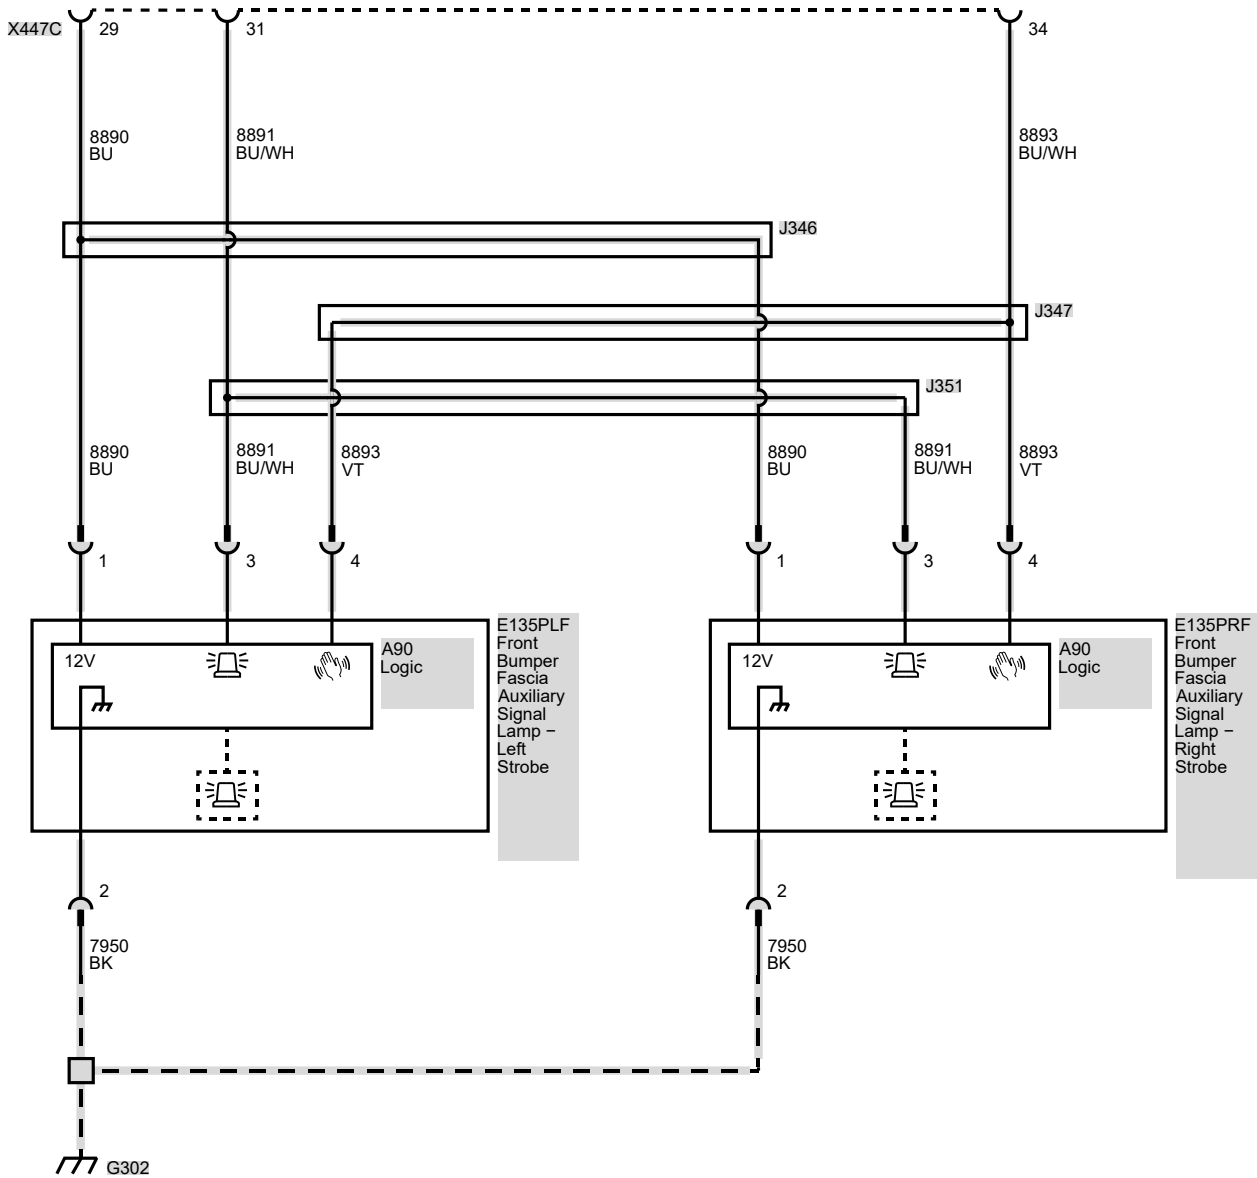 X447C
29
31
34
8890
BU
8891
BU/WH
8893
BU/WH
J346
J347
J351
8890
BU
8891
BU/WH
8893
VT
8890
BU
8891
BU/WH
8893
VT
1
3
4
1
3
4
12V
A90
Logic
E135PLF
Front
Bumper
Fascia
Auxiliary
Signal
Lamp –
Left
Strobe
12V
A90
Logic
E135PRF
Front
Bumper
Fascia
Auxiliary
Signal
Lamp –
Right
Strobe
2
2
7950
BK
7950
BK
G302